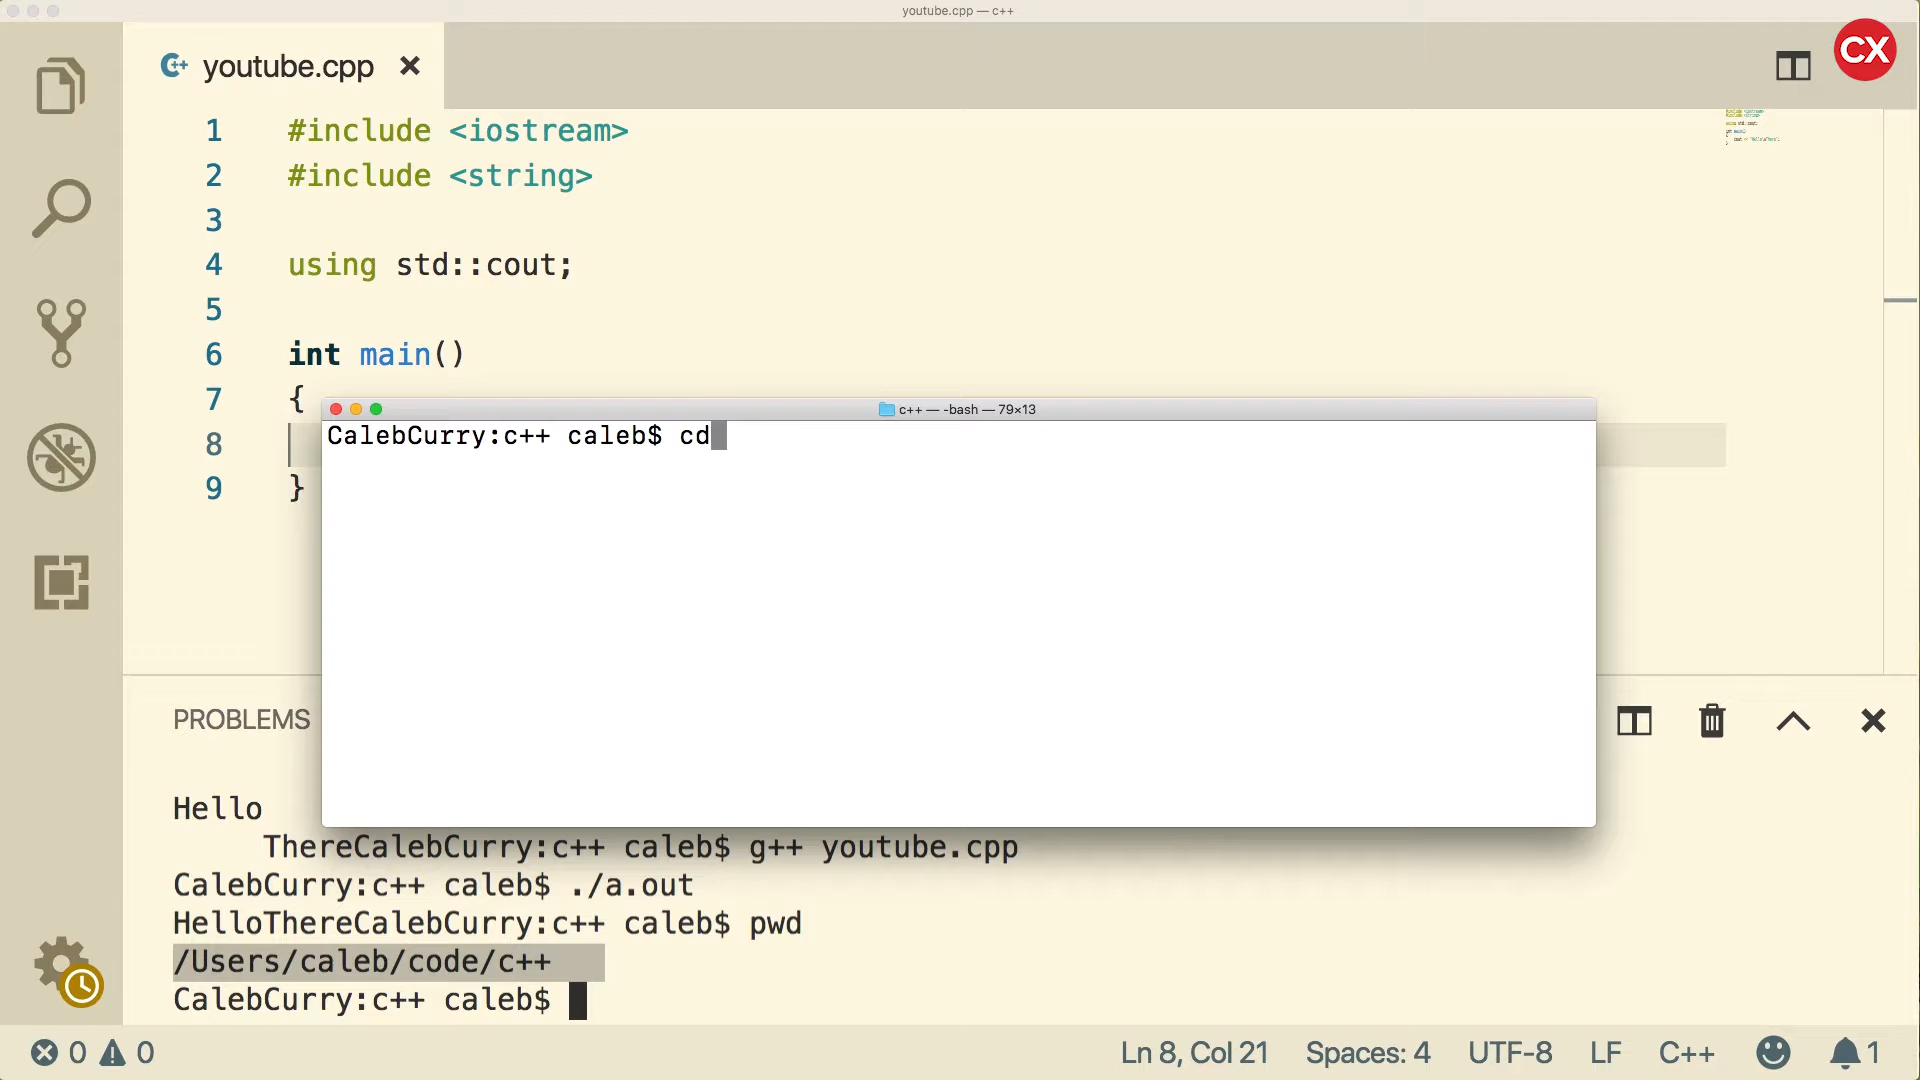 youtube.cpp — c++
youtube.cpp
CX
1 #include <iostream>
2 #include <string>
3
4 using std::cout;
5
6 int main()
7 {
8
9 }
c++ — -bash — 79×13
CalebCurry:c++ caleb$ cd
PROBLEMS
Hello
ThereCalebCurry:c++ caleb$ g++ youtube.cpp
CalebCurry:c++ caleb$ ./a.out
HelloThereCalebCurry:c++ caleb$ pwd
/Users/caleb/code/c++
CalebCurry:c++ caleb$
0 0 Ln 8, Col 21 Spaces: 4 UTF-8 LF C++ 1